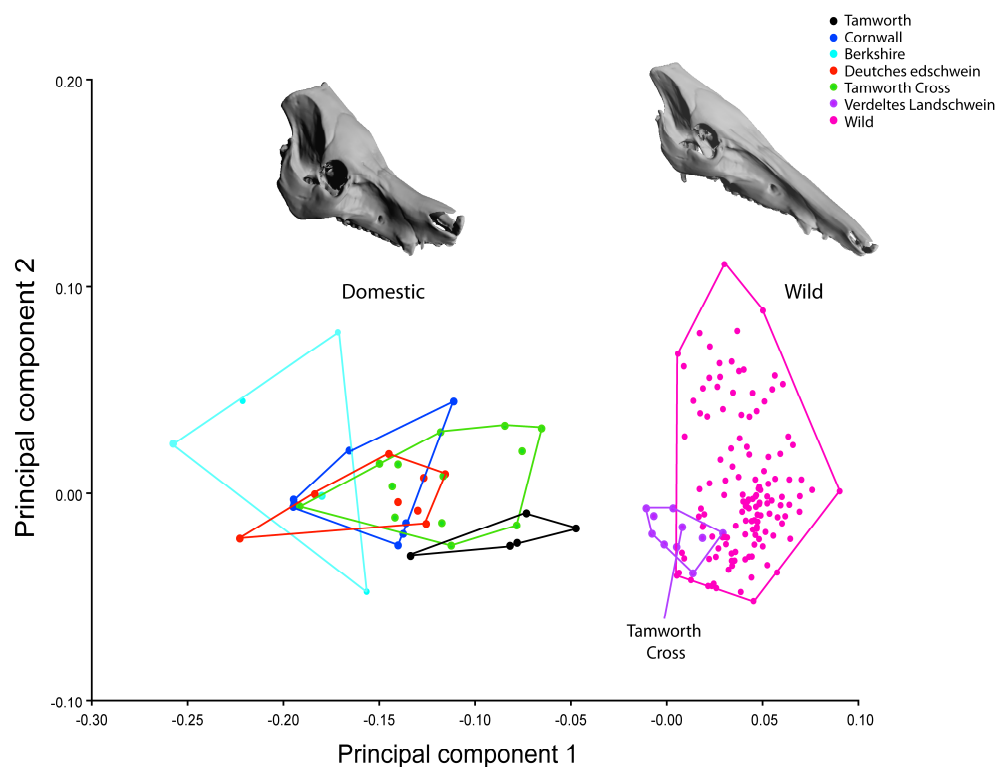 Tamworth
Cornwall
Berkshire
Deutches edschwein
Tamworth Cross
Verdeltes Landschwein
Wild
0.20
0.10
0.00
-0.10
Principal component 2
Domestic
Wild
Tamworth
Cross
-0.30
-0.25
-0.20
-0.15
-0.10
-0.05
-0.00
0.05
0.10
Principal component 1